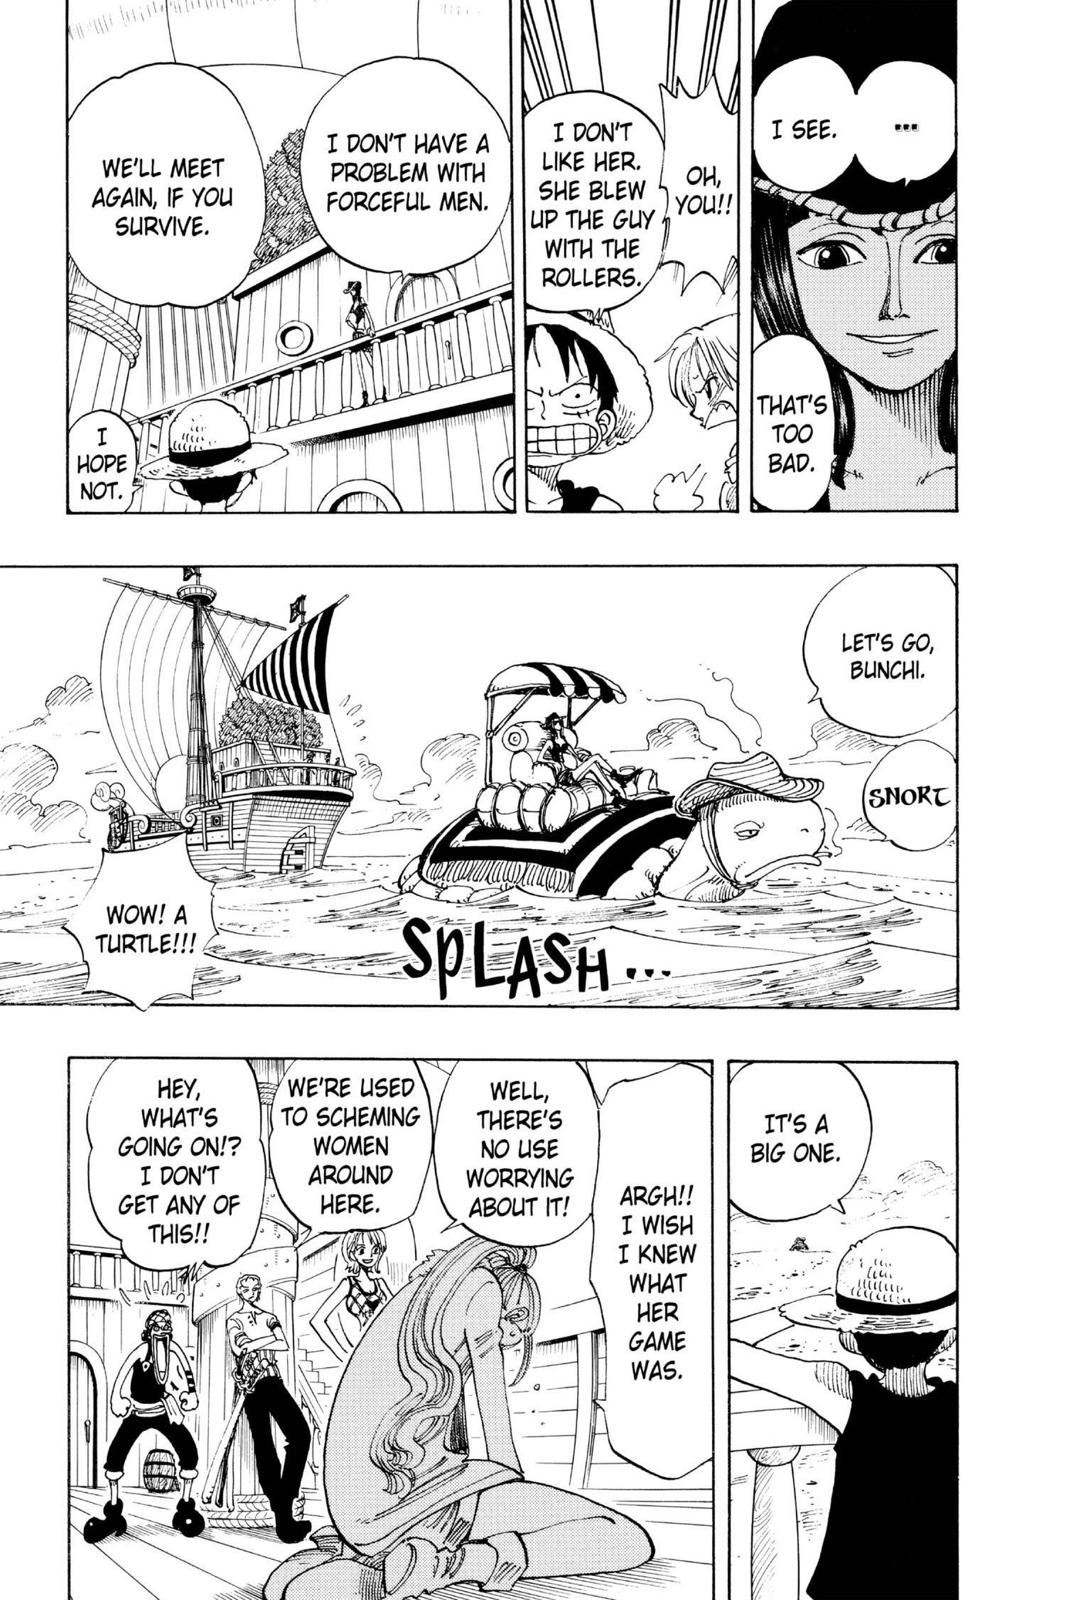 ...
I SEE.
THAT'S
TOO
BAD.
OH,
YOU!!
I DON'T
LIKE HER.
SHE BLEW
UP THE GUY
WITH THE
ROLLERS.
I DON'T HAVE A
PROBLEM WITH
FORCEFUL MEN.
WE'LL MEET
AGAIN, IF YOU
SURVIVE.
I
HOPE
NOT.
LET'S GO,
BUNCHI.
SNORT
SPLASH...
WOW! A
TURTLE!!!
IT'S A
BIG ONE.
ARGH!!
I WISH
I KNEW
WHAT
HER
GAME
WAS.
WELL,
THERE'S
NO USE
WORRYING
ABOUT IT!
WE'RE USED
TO SCHEMING
WOMEN
AROUND
HERE.
HEY,
WHAT'S
GOING ON!?
I DON'T
GET ANY OF
THIS!!